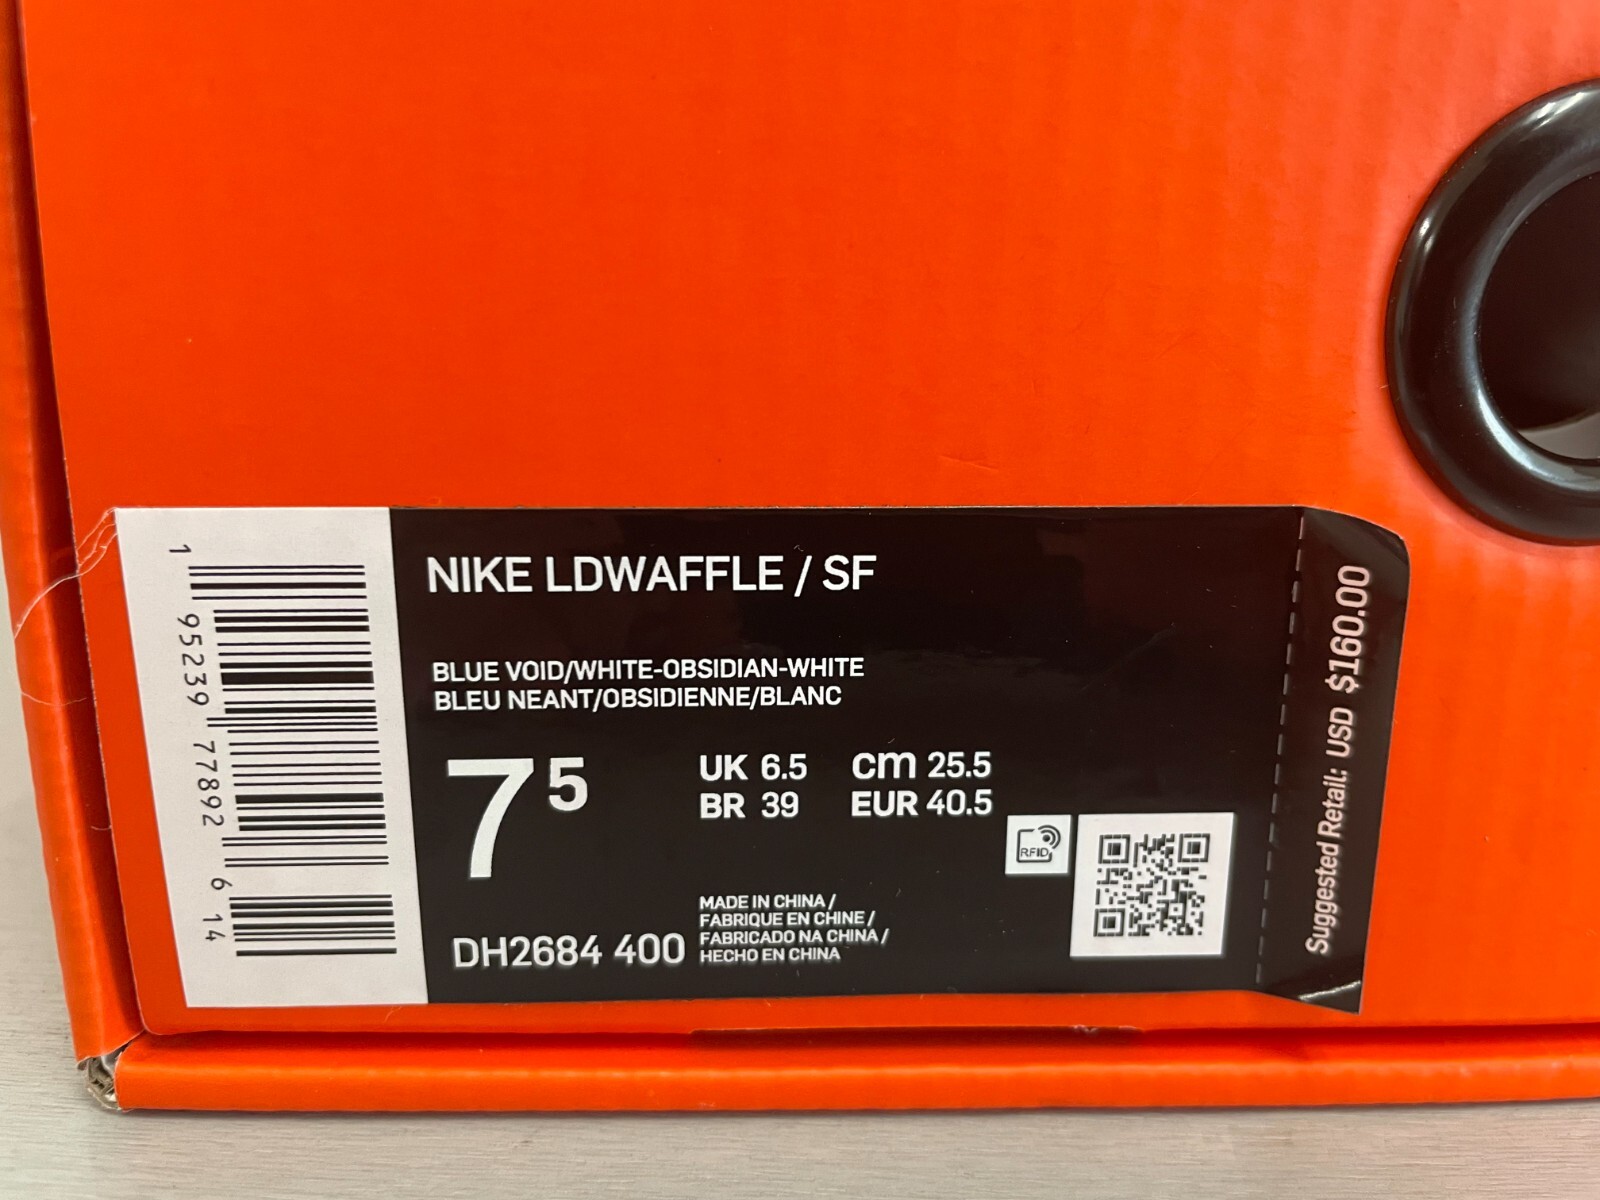 NIKE LDWAFFLE / SF
BLUE VOID/WHITE-OBSIDIAN-WHITE
BLEU NEANT/OBSIDIENNE/BLANC
7 5
UK 6.5 cm 25.5
BR 39 EUR 40.5
RFID
DH2684 400
MADE IN CHINA /
FABRIQUE EN CHINE /
FABRICADO NA CHINA /
HECHO EN CHINA
1 95239 77892 6 14
Suggested Retail: USD $160.00